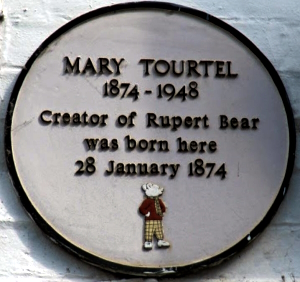 MARY TOURTEL
1874 - 1948
Creator of Rupert Bear
was born here
28 January 1874